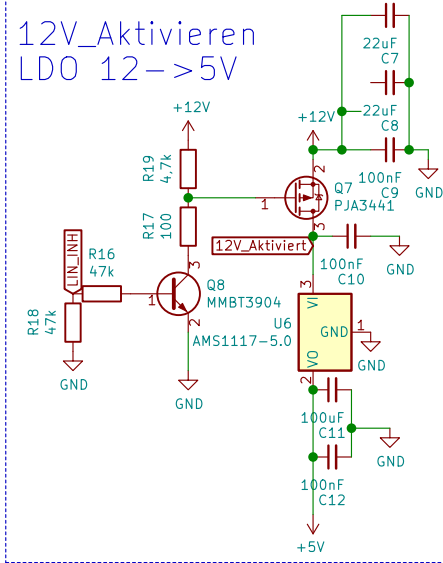 12V_Aktivieren
LDO 12->5V
22uF
C7
+12V
+12V
22uF
C8
R19
4,7k
2
100nF
C9
Q7
PJA3441
GND
1
R17
100
3
12V_Aktiviert
LIN_INH
R16
47k
3
100nF
C10
GND
Q8
MMBT3904
1
3
R18
47k
2
U6
AMS1117-5.0
VI
GND
1
VO
GND
GND
GND
2
100uF
C11
GND
100nF
C12
+5V